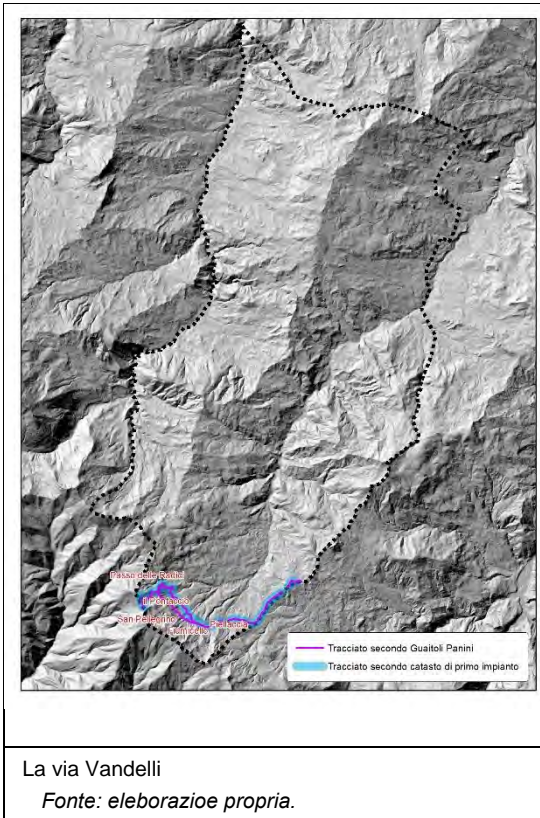 Passo delle Radici
San Pellegrino
Pellaccia
Tracciato secondo Guaitoli Panini
Tracciato secondo catasto di primo impianto
La via Vandelli
Fonte: eleborazioe propria.